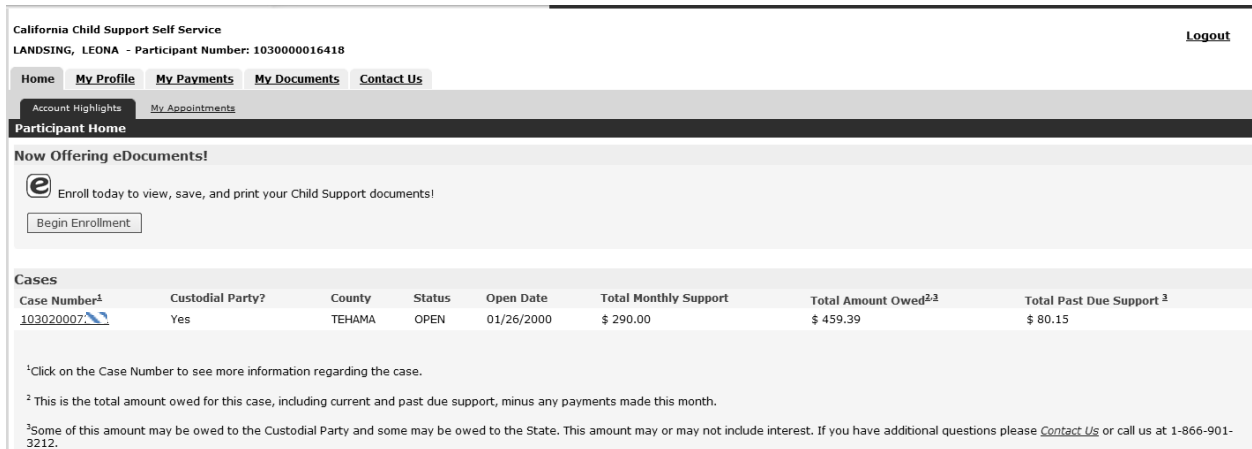 California Child Support Self Service
Logout
LANDSING, LEONA - Participant Number: 1030000016418
Home My Profile My Payments My Documents Contact Us
Account Highlights My Appointments
Participant Home
Now Offering eDocuments!
e Enroll today to view, save, and print your Child Support documents!
Begin Enrollment
Cases
Case Number¹ Custodial Party? County Status Open Date Total Monthly Support Total Amount Owed²,³ Total Past Due Support ³
Yes TEHAMA OPEN 01/26/2000 $ 290.00 $ 459.39 $ 80.15
¹Click on the Case Number to see more information regarding the case.
² This is the total amount owed for this case, including current and past due support, minus any payments made this month.
³Some of this amount may be owed to the Custodial Party and some may be owed to the State. This amount may or may not include interest. If you have additional questions please Contact Us or call us at 1-866-901-
3212.